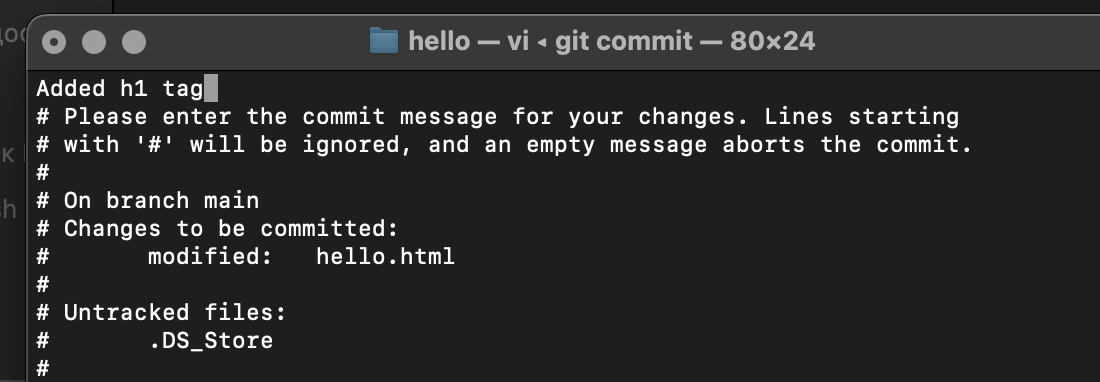 hello — vi ◂ git commit — 80×24
Added h1 tag
# Please enter the commit message for your changes. Lines starting
# with '#' will be ignored, and an empty message aborts the commit.
#
# On branch main
# Changes to be committed:
#       modified:   hello.html
#
# Untracked files:
#       .DS_Store
#